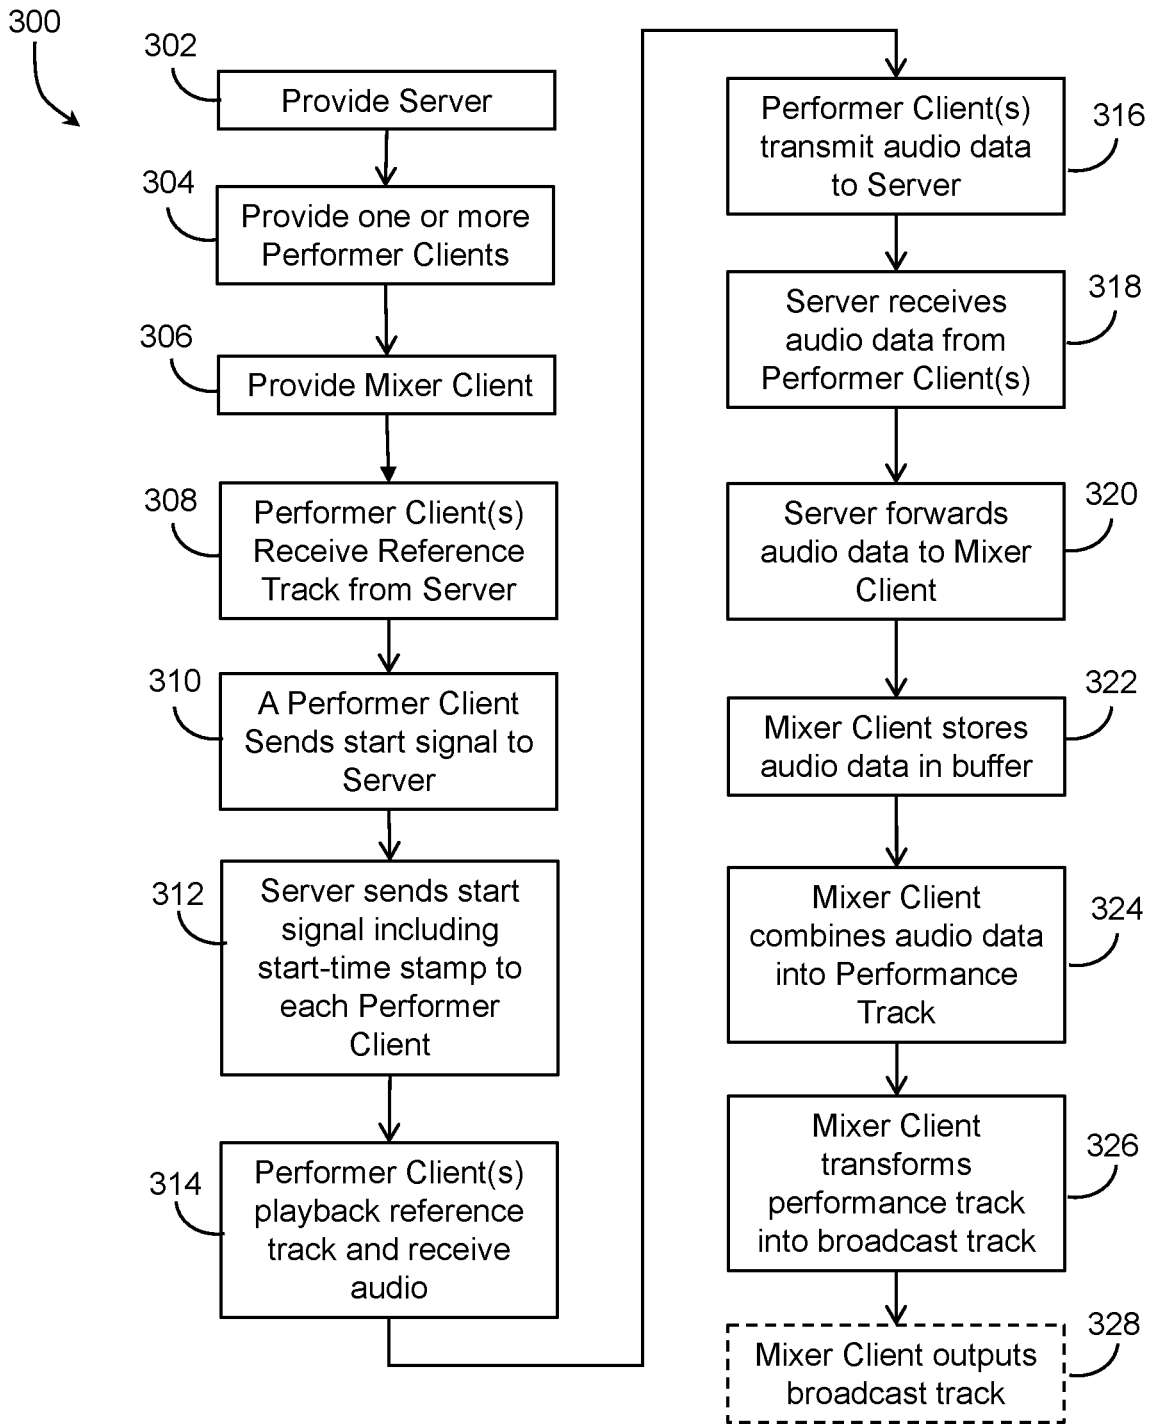 300
302
Provide Server
304
Provide one or more
Performer Clients
306
Provide Mixer Client
308
Performer Client(s)
Receive Reference
Track from Server
310
A Performer Client
Sends start signal to
Server
312
Server sends start
signal including
start-time stamp to
each Performer
Client
314
Performer Client(s)
playback reference
track and receive
audio
316
Performer Client(s)
transmit audio data
to Server
318
Server receives
audio data from
Performer Client(s)
320
Server forwards
audio data to Mixer
Client
322
Mixer Client stores
audio data in buffer
324
Mixer Client
combines audio data
into Performance
Track
326
Mixer Client
transforms
performance track
into broadcast track
328
Mixer Client outputs
broadcast track